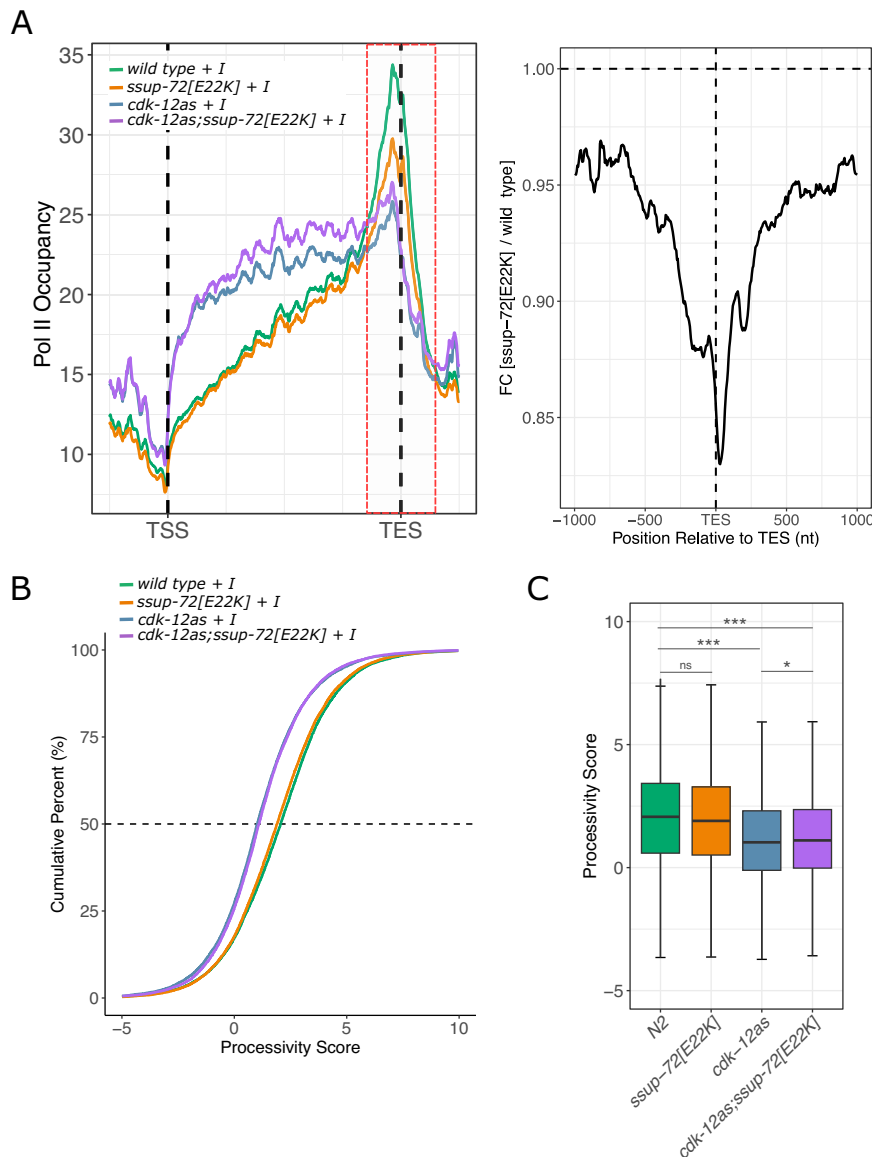 A
wild type + I
ssup-72[E22K] + I
cdk-12as + I
cdk-12as;ssup-72[E22K] + I
Pol II Occupancy
35
30
25
20
15
10
TSS
TES
FC [ssup-72[E22K] / wild type]
1.00
0.95
0.90
0.85
−1000
−500
TES
500
1000
Position Relative to TES (nt)
B
wild type + I
ssup-72[E22K] + I
cdk-12as + I
cdk-12as;ssup-72[E22K] + I
Cumulative Percent (%)
100
75
50
25
0
−5
0
5
10
Processivity Score
C
Processivity Score
10
5
0
−5
***
***
ns
*
N2
ssup−72[E22K]
cdk−12as
cdk-12as;ssup-72[E22K]